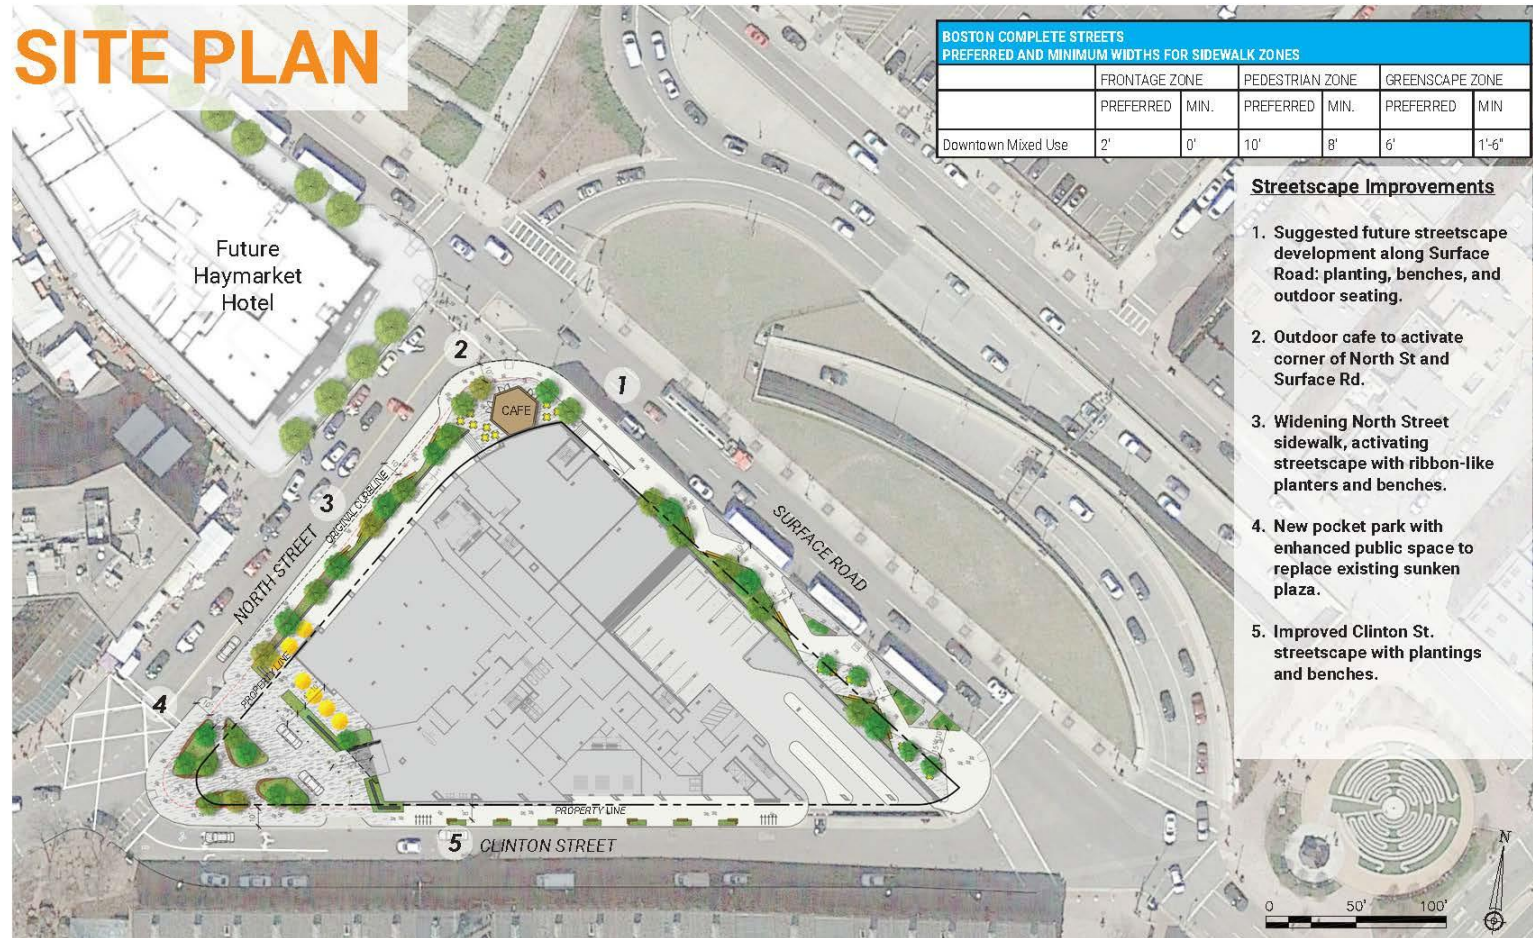 SITE PLAN
BOSTON COMPLETE STREETS
PREFERRED AND MINIMUM WIDTHS FOR SIDEWALK ZONES
FRONTAGE ZONE PEDESTRIAN ZONE GREENSCAPE ZONE
PREFERRED MIN. PREFERRED MIN. PREFERRED MIN
Downtown Mixed Use 2' 0' 10' 8' 6' 1'-6"
Streetscape Improvements
1. Suggested future streetscape
development along Surface
Road: planting, benches, and
outdoor seating.
2. Outdoor cafe to activate
corner of North St and
Surface Rd.
3. Widening North Street
sidewalk, activating
streetscape with ribbon-like
planters and benches.
4. New pocket park with
enhanced public space to
replace existing sunken
plaza.
5. Improved Clinton St.
streetscape with plantings
and benches.
Future
Haymarket
Hotel
2
1
CAFE
3
ORIGINAL CURBLINE
NORTH STREET
SURFACE ROAD
PROPERTY LINE
4
PROPERTY LINE
5 CLINTON STREET
N
0 50' 100'